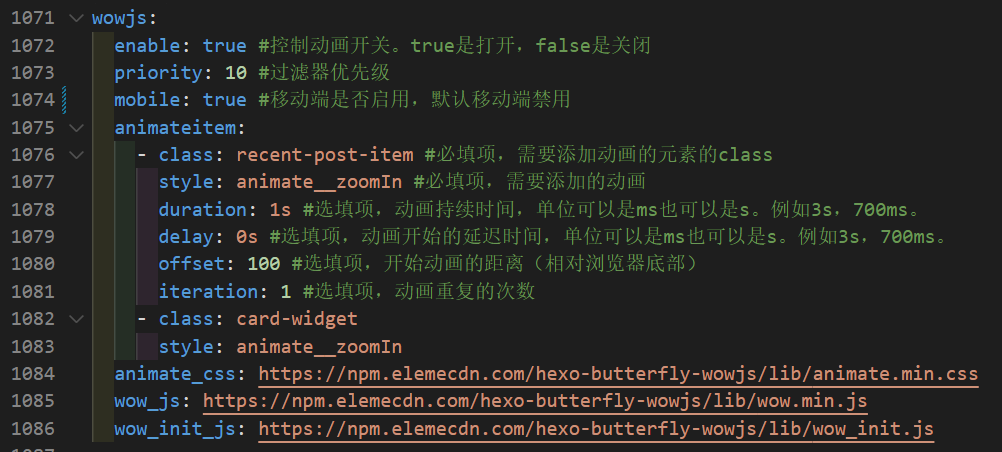 1071 wowjs:
1072 enable: true #控制动画开关。true是打开，false是关闭
1073 priority: 10 #过滤器优先级
1074 mobile: true #移动端是否启用，默认移动端禁用
1075 animateitem:
1076 - class: recent-post-item #必填项，需要添加动画的元素的class
1077 style: animate__zoomIn #必填项，需要添加的动画
1078 duration: 1s #选填项，动画持续时间，单位可以是ms也可以是s。例如3s，700ms。
1079 delay: 0s #选填项，动画开始的延迟时间，单位可以是ms也可以是s。例如3s，700ms。
1080 offset: 100 #选填项，开始动画的距离（相对浏览器底部）
1081 iteration: 1 #选填项，动画重复的次数
1082 - class: card-widget
1083 style: animate__zoomIn
1084 animate_css: https://npm.elemecdn.com/hexo-butterfly-wowjs/lib/animate.min.css
1085 wow_js: https://npm.elemecdn.com/hexo-butterfly-wowjs/lib/wow.min.js
1086 wow_init_js: https://npm.elemecdn.com/hexo-butterfly-wowjs/lib/wow_init.js